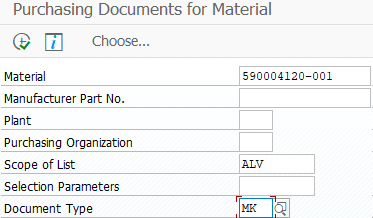 Purchasing Documents for Material
Choose...
Material 590004120-001
Manufacturer Part No.
Plant
Purchasing Organization
Scope of List ALV
Selection Parameters
Document Type MK